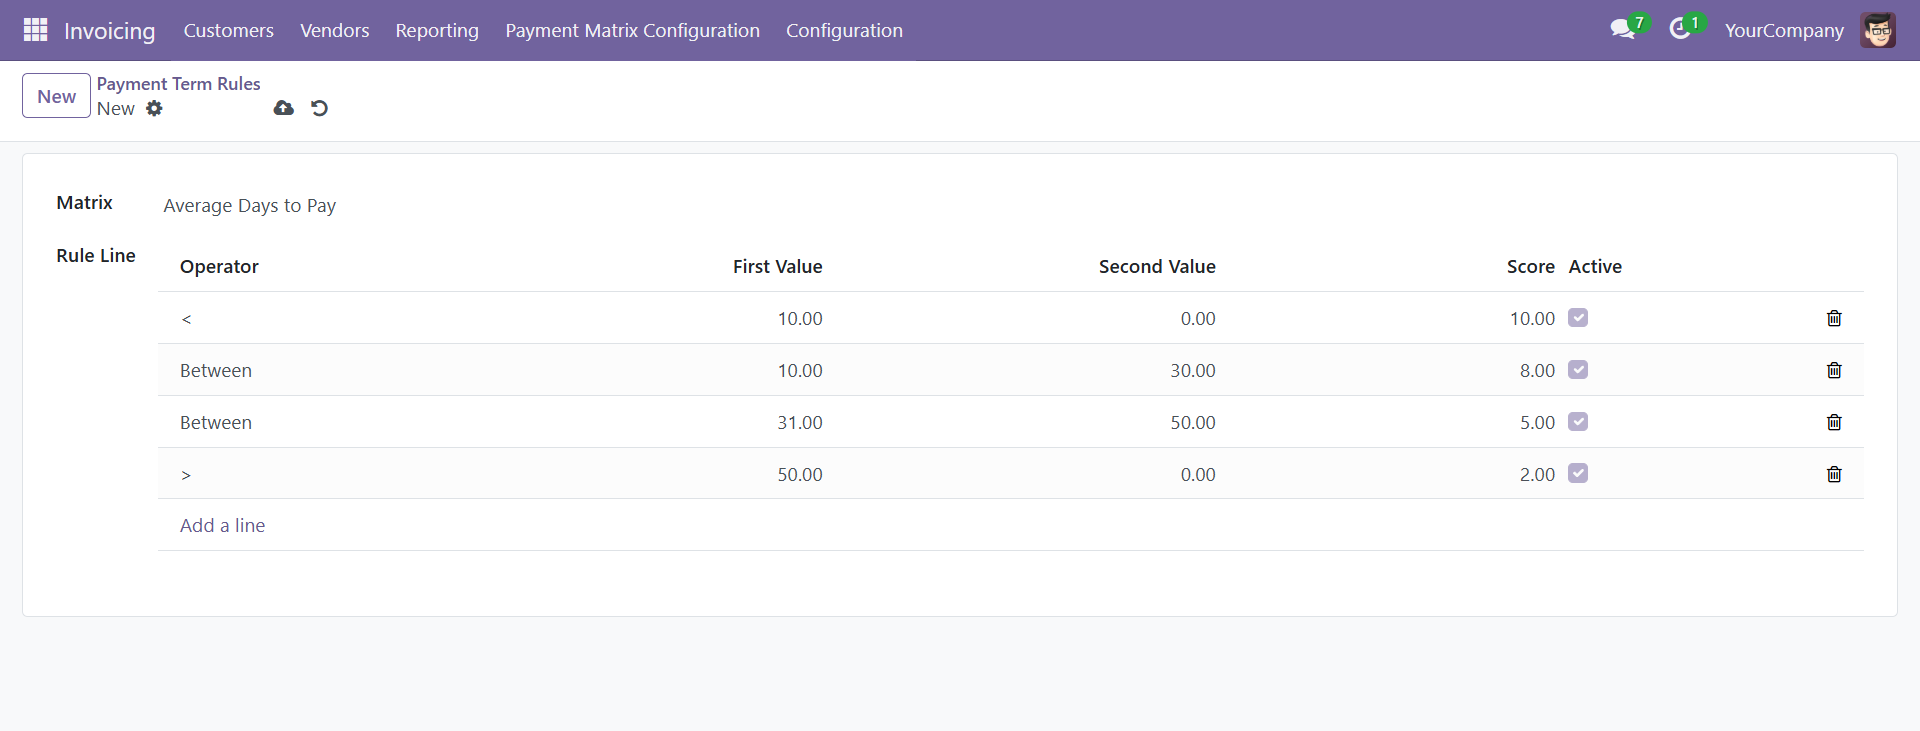 Invoicing Customers Vendors Reporting Payment Matrix Configuration Configuration 7 1 YourCompany
New Payment Term Rules
New
Matrix Average Days to Pay
Rule Line
Operator First Value Second Value Score Active
< 10.00 0.00 10.00
Between 10.00 30.00 8.00
Between 31.00 50.00 5.00
> 50.00 0.00 2.00
Add a line